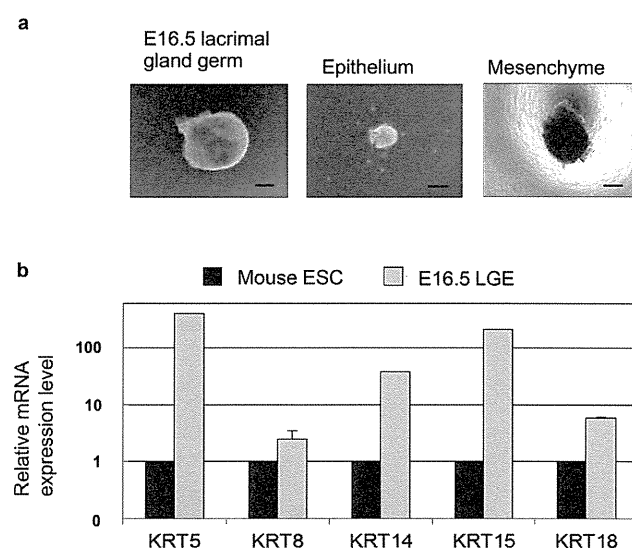 a
E16.5 lacrimal
gland germ
Epithelium
Mesenchyme
b
Mouse ESC
E16.5 LGE
Relative mRNA
expression level
100
10
1
0
KRT5
KRT8
KRT14
KRT15
KRT18